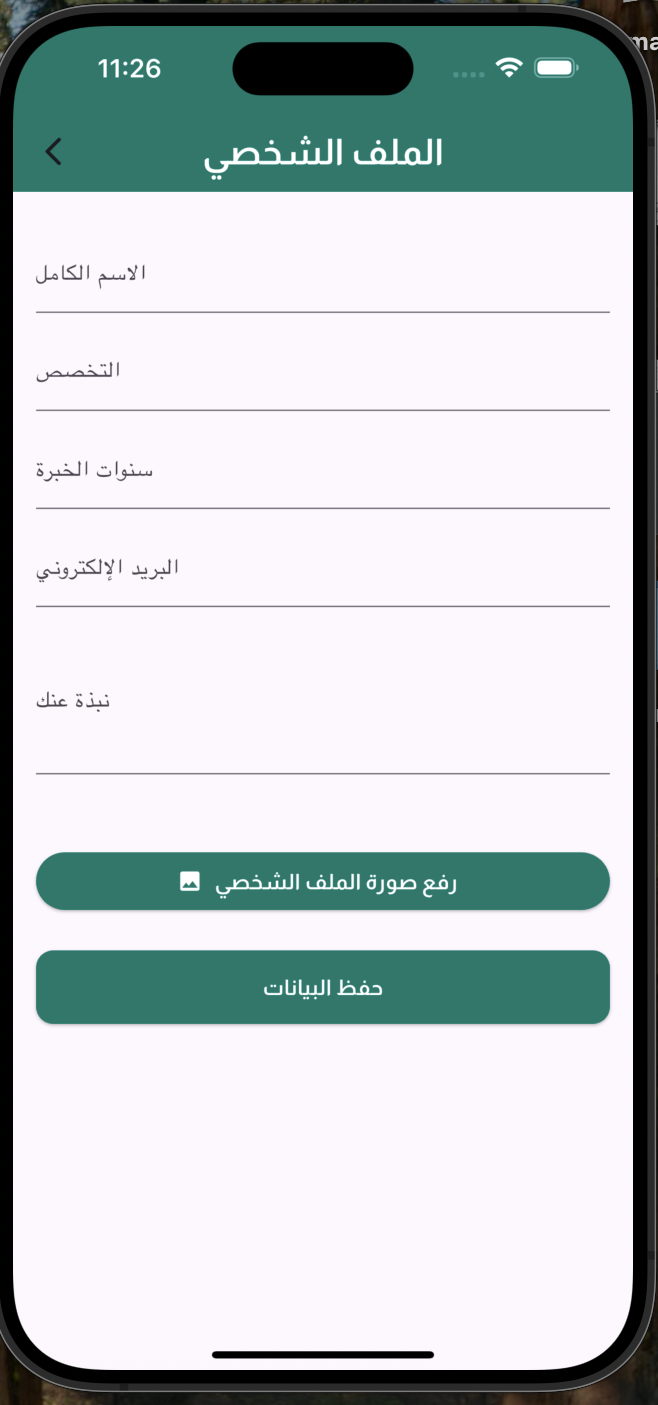 11:26
الملف الشخصي
الاسم الكامل
التخصص
سنوات الخبرة
البريد الإلكتروني
نبذة عنك
رفع صورة الملف الشخصي
حفظ البيانات